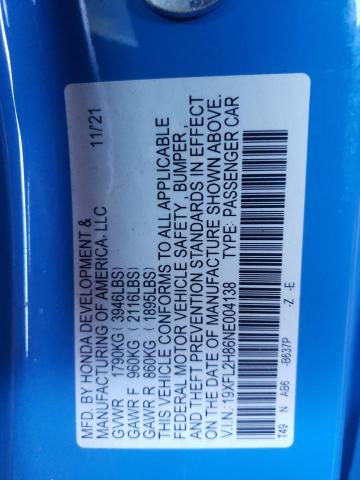 MFD. BY HONDA DEVELOPMENT &
MANUFACTURING OF AMERICA, LLC 11/21
GVWR 1790KG ( 3946LBS)
GAWR F 960KG ( 2116LBS)
GAWR R 860KG ( 1895LBS)
THIS VEHICLE CONFORMS TO ALL APPLICABLE
FEDERAL MOTOR VEHICLE SAFETY, BUMPER,
AND THEFT PREVENTION STANDARDS IN EFFECT
ON THE DATE OF MANUFACTURE SHOWN ABOVE.
V.I.N: 19XFL2H86NE004138 TYPE: PASSENGER CAR
T49 N AB6 -B637P -Z -E